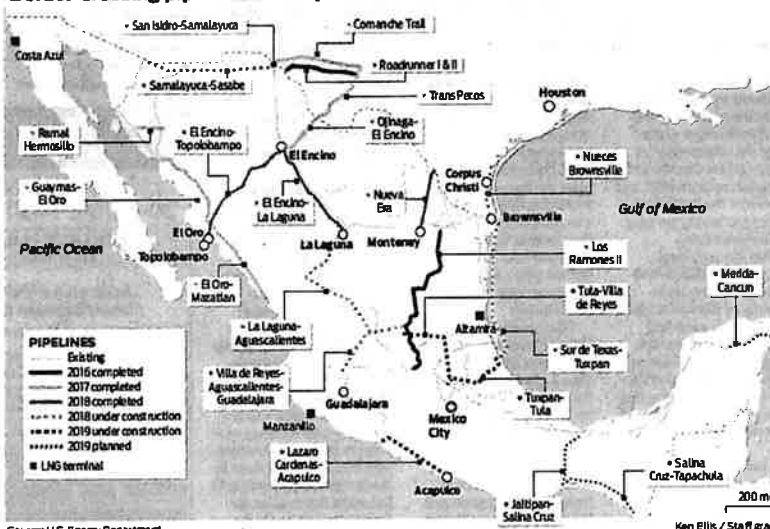 • San Isidro-Samalayuca
• Comanche Trail
Costa Azul
• Roadrunner I & II
• Samalayuca-Sasabe
Houston
• Trans Pecos
• Ramal
Hermosillo
• El Encino-
Topolobampo
• Ojinaga-
El Encino
El Encino
Corpus
Christi
• Nueces
Brownsville
• Guaymas-
El Oro
• El Encino-
La Laguna
• Nueva
Era
Brownsville
Gulf of Mexico
Pacific Ocean
El Oro
Topolobampo
La Laguna
Monterrey
• Los
Ramones II
• Merida-
Cancun
• El Oro-
Mazatlan
• Tula-Villa
de Reyes
PIPELINES
Existing
2016 completed
2017 completed
2018 completed
2018 under construction
2019 under construction
2019 planned
LNG terminal
• La Laguna-
Aguascalientes
Altamira
• Sur de Texas-
Tuxpan
• Villa de Reyes-
Aguascalientes-
Guadalajara
Guadalajara
• Tuxpan-
Tula
Manzanillo
Mexico
City
• Lazaro
Cardenas-
Acapulco
• Salina
Cruz-Tapachula
Acapulco
• Jaltipan-
Salina Cruz
200 m
Ken Ellis / Staff gra